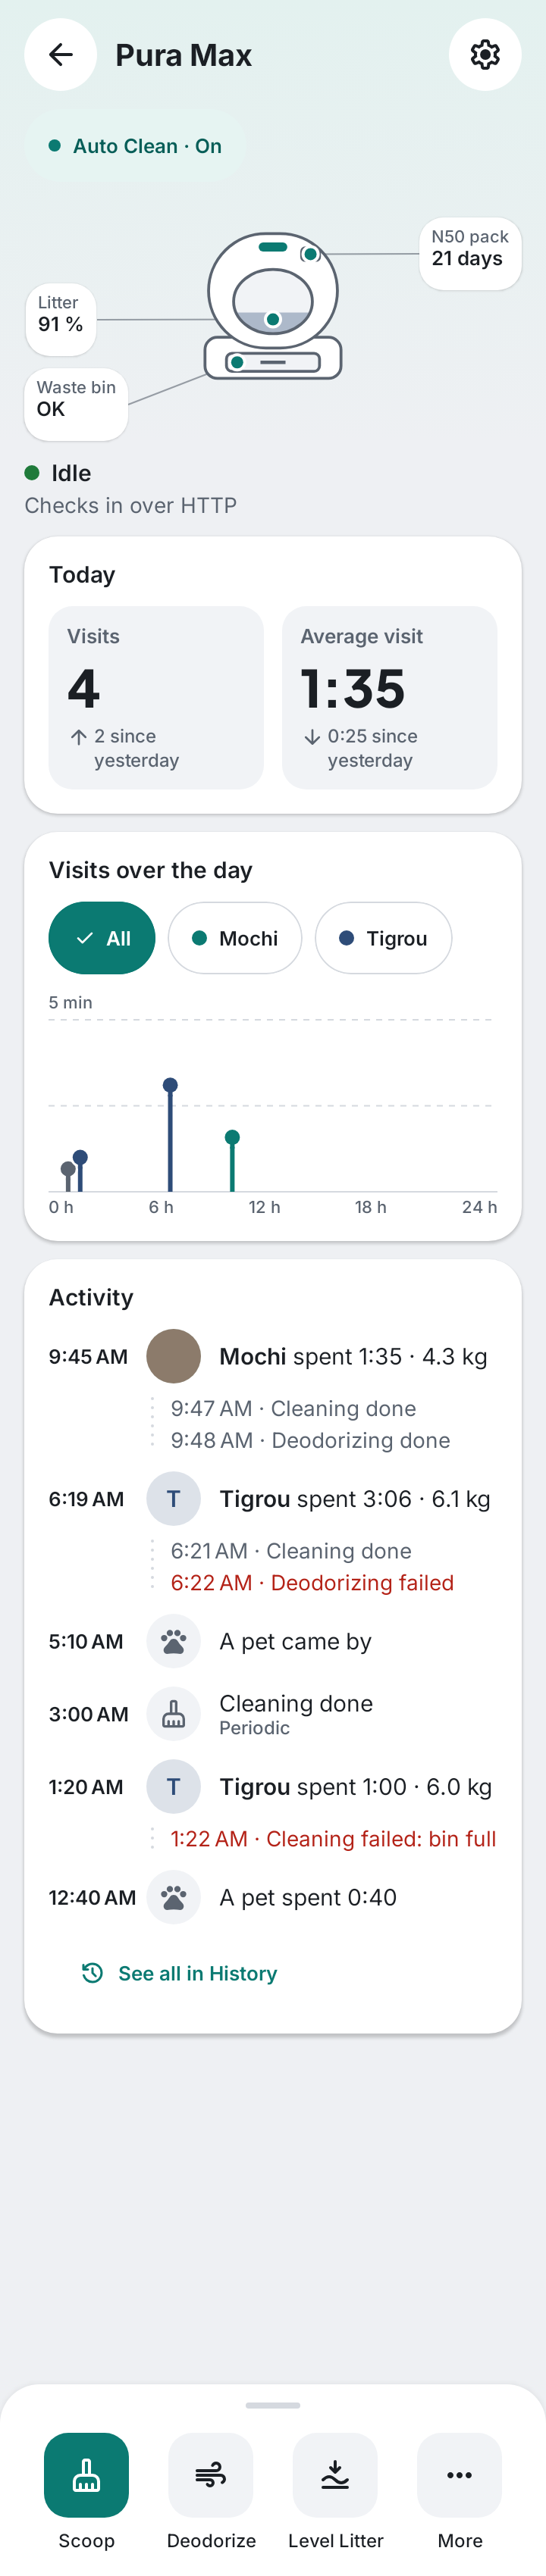 Pura Max
Auto Clean · On
N50 pack
21 days
Litter
91 %
Waste bin
OK
Idle
Checks in over HTTP
Today
Visits
4
2 since
yesterday
Average visit
1:35
0:25 since
yesterday
Visits over the day
All
Mochi
Tigrou
5 min
0 h
6 h
12 h
18 h
24 h
Activity
9:45 AM
Mochi spent 1:35 · 4.3 kg
9:47 AM · Cleaning done
9:48 AM · Deodorizing done
6:19 AM
T
Tigrou spent 3:06 · 6.1 kg
6:21 AM · Cleaning done
6:22 AM · Deodorizing failed
5:10 AM
A pet came by
3:00 AM
Cleaning done
Periodic
1:20 AM
T
Tigrou spent 1:00 · 6.0 kg
1:22 AM · Cleaning failed: bin full
12:40 AM
A pet spent 0:40
See all in History
Scoop
Deodorize
Level Litter
More